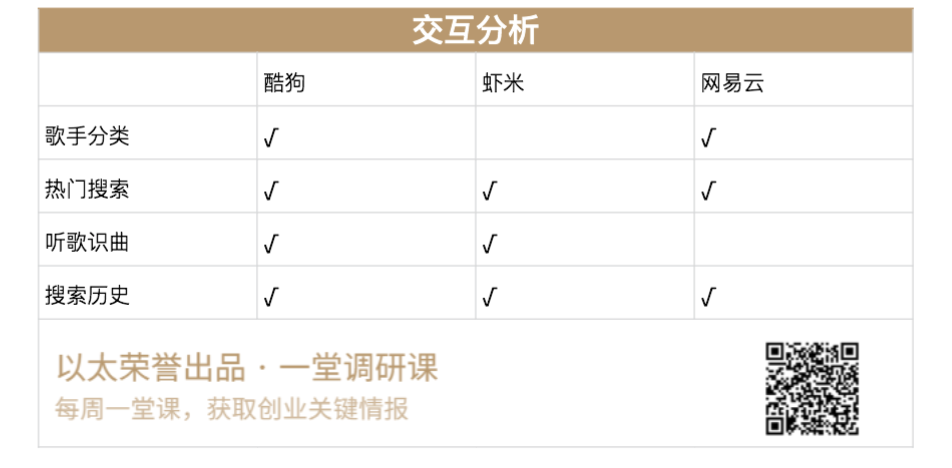 交互分析
酷狗 虾米 网易云
歌手分类 √ √
热门搜索 √ √ √
听歌识曲 √ √
搜索历史 √ √ √
以太荣誉出品 · 一堂调研课
每周一堂课，获取创业关键情报